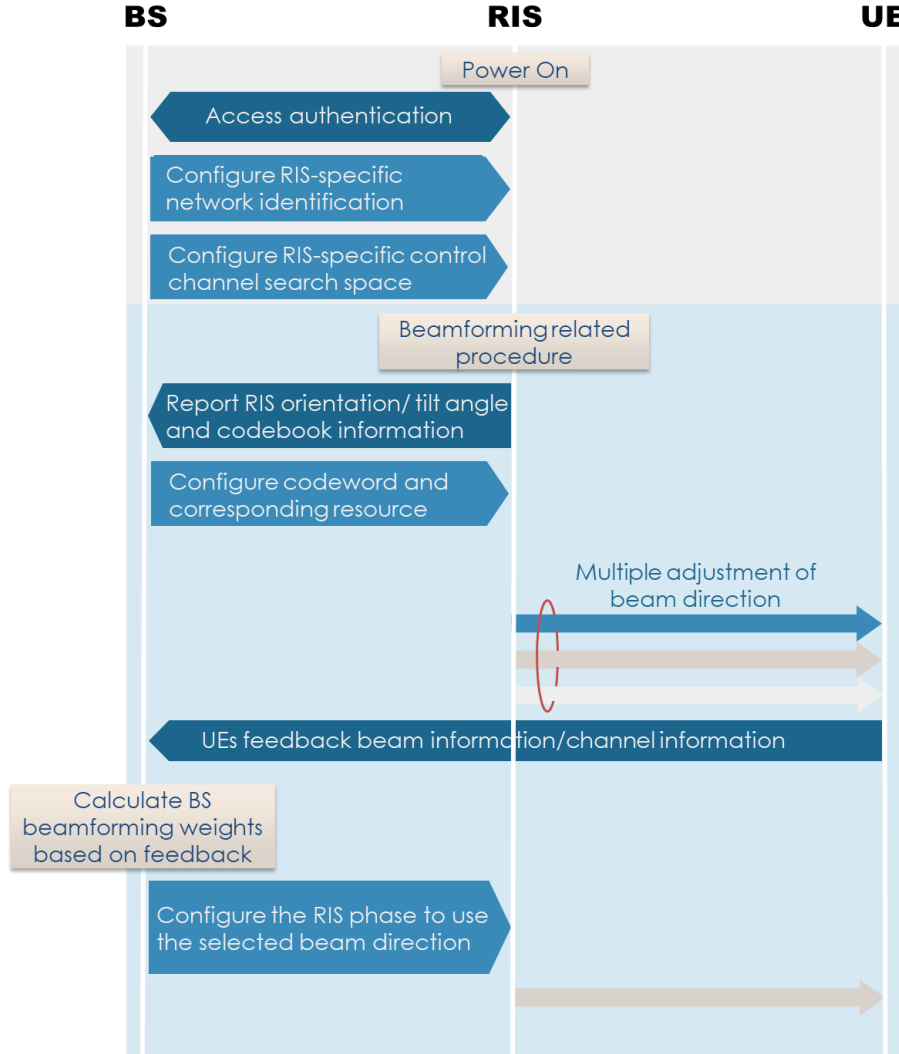 BS RIS UE
Power On
Access authentication
Configure RIS-specific
network identification
Configure RIS-specific control
channel search space
Beamforming related
procedure
Report RIS orientation/ tilt angle
and codebook information
Configure codeword and
corresponding resource
Multiple adjustment of
beam direction
UEs feedback beam information/channel information
Calculate BS
beamforming weights
based on feedback
Configure the RIS phase to use
the selected beam direction